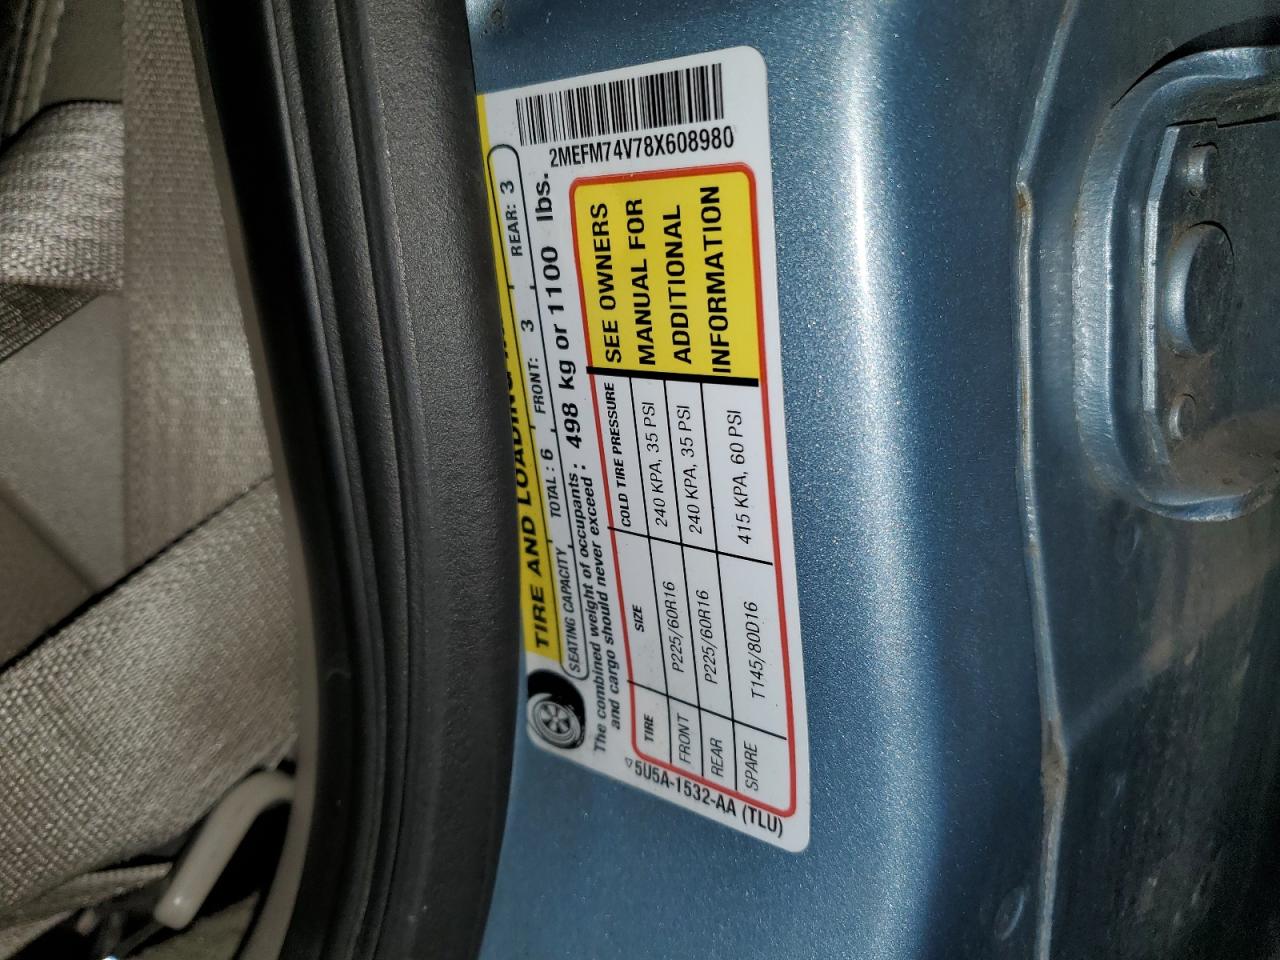 2MEFM74V78X608980
TIRE AND LOADING
SEATING CAPACITY TOTAL : 6 FRONT: 3 REAR: 3
The combined weight of occupants
and cargo should never exceed : 498 kg or 1100 lbs.
TIRE SIZE COLD TIRE PRESSURE
FRONT P225/60R16 240 KPA, 35 PSI
REAR P225/60R16 240 KPA, 35 PSI
SPARE T145/80D16 415 KPA, 60 PSI
SEE OWNERS
MANUAL FOR
ADDITIONAL
INFORMATION
5U5A-1532-AA (TLU)